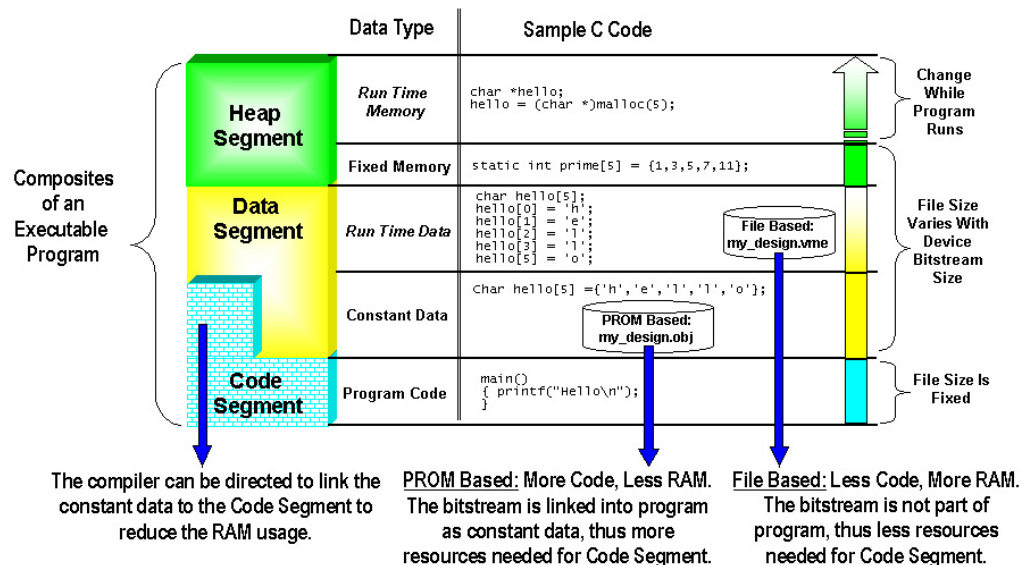 Data Type
Sample C Code
Composites
of an
Executable
Program
Heap
Segment
Run Time
Memory
char *hello;
hello = (char *)malloc(5);
Change
While
Program
Runs
Fixed Memory
static int prime[5] = {1,3,5,7,11};
Data
Segment
Run Time Data
char hello[5];
hello[0] = 'h';
hello[1] = 'e';
hello[2] = 'l';
hello[3] = 'l';
hello[5] = 'o';
File Based:
my_design.vme
File Size
Varies With
Device
Bitstream
Size
Constant Data
Char hello[5] ={'h','e','l','l','o'};
PROM Based:
my_design.obj
Code
Segment
Program Code
main()
{ printf("Hello\n");
}
File Size Is
Fixed
The compiler can be directed to link the
constant data to the Code Segment to
reduce the RAM usage.
PROM Based: More Code, Less RAM.
The bitstream is linked into program
as constant data, thus more
resources needed for Code Segment.
File Based: Less Code, More RAM.
The bitstream is not part of
program, thus less resources
needed for Code Segment.